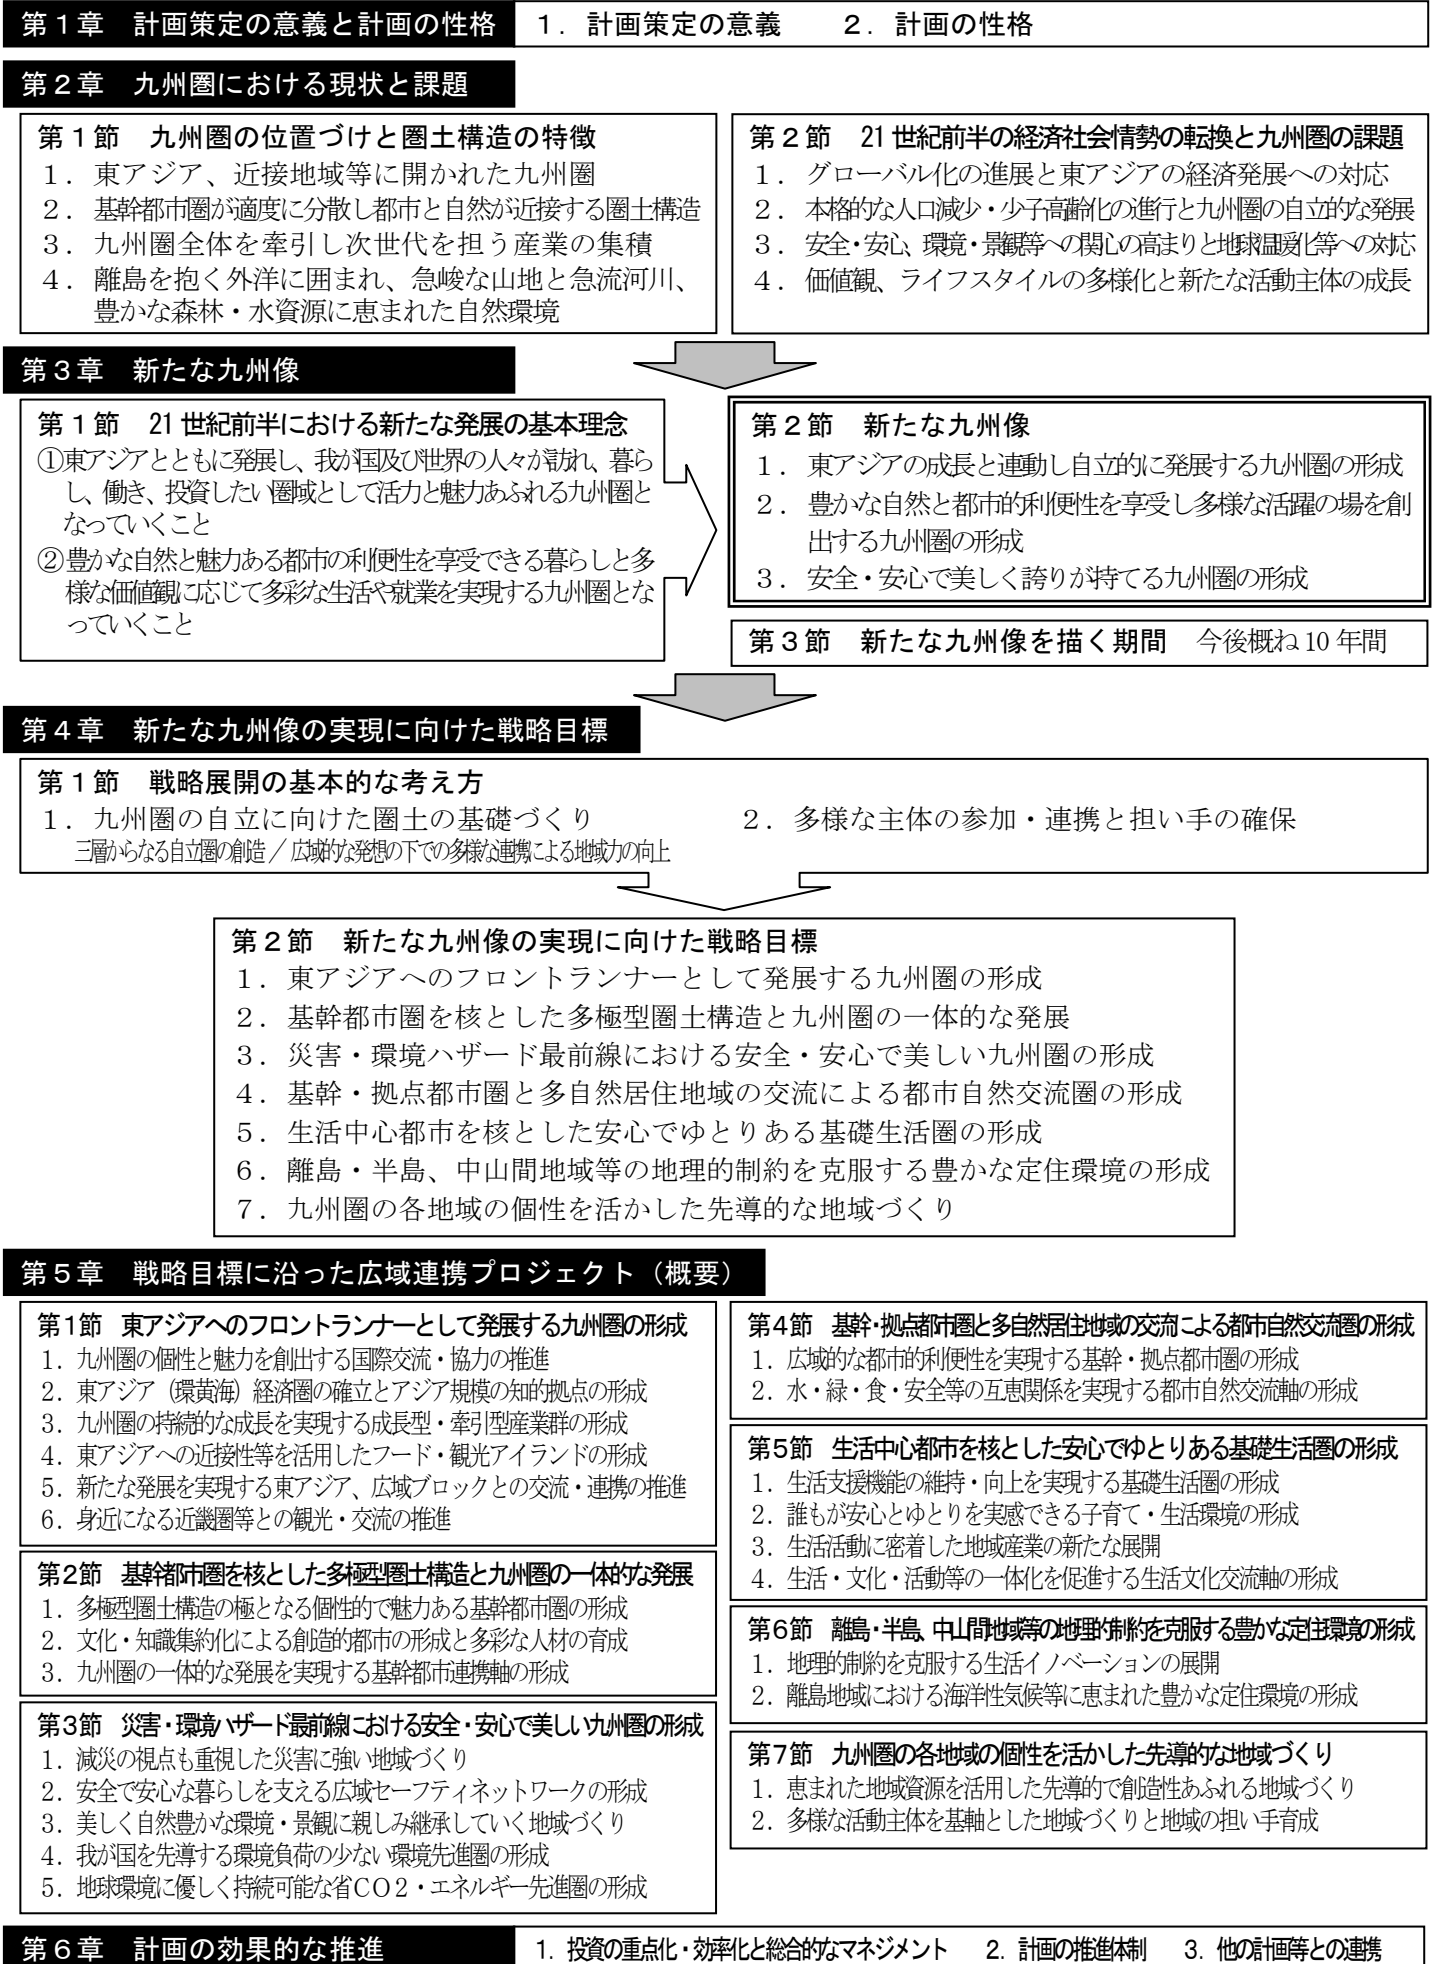 第１章　計画策定の意義と計画の性格
１．計画策定の意義　　２．計画の性格
第２章　九州圏における現状と課題
第１節　九州圏の位置づけと圏土構造の特徴
１．東アジア、近接地域等に開かれた九州圏
２．基幹都市圏が適度に分散し都市と自然が近接する圏土構造
３．九州圏全体を牽引し次世代を担う産業の集積
４．離島を抱く外洋に囲まれ、急峻な山地と急流河川、
豊かな森林・水資源に恵まれた自然環境
第２節　21世紀前半の経済社会情勢の転換と九州圏の課題
１．グローバル化の進展と東アジアの経済発展への対応
２．本格的な人口減少・少子高齢化の進行と九州圏の自立的な発展
３．安全・安心、環境・景観等への関心の高まりと地球温暖化等への対応
４．価値観、ライフスタイルの多様化と新たな活動主体の成長
第３章　新たな九州像
第１節　21世紀前半における新たな発展の基本理念
①東アジアとともに発展し、我が国及び世界の人々が訪れ、暮ら
し、働き、投資したい圏域として活力と魅力あふれる九州圏と
なっていくこと
②豊かな自然と魅力ある都市の利便性を享受できる暮らしと多
様な価値観に応じて多彩な生活や就業を実現する九州圏とな
っていくこと
第２節　新たな九州像
１．東アジアの成長と連動し自立的に発展する九州圏の形成
２．豊かな自然と都市的利便性を享受し多様な活躍の場を創
出する九州圏の形成
３．安全・安心で美しく誇りが持てる九州圏の形成
第３節　新たな九州像を描く期間　今後概ね10年間
第４章　新たな九州像の実現に向けた戦略目標
第１節　戦略展開の基本的な考え方
１．九州圏の自立に向けた圏土の基礎づくり　　２．多様な主体の参加・連携と担い手の確保
三層からなる自立圏の創造／広域的な発想の下での多様な連携による地域力の向上
第２節　新たな九州像の実現に向けた戦略目標
１．東アジアへのフロントランナーとして発展する九州圏の形成
２．基幹都市圏を核とした多極型圏土構造と九州圏の一体的な発展
３．災害・環境ハザード最前線における安全・安心で美しい九州圏の形成
４．基幹・拠点都市圏と多自然居住地域の交流による都市自然交流圏の形成
５．生活中心都市を核とした安心でゆとりある基礎生活圏の形成
６．離島・半島、中山間地域等の地理的制約を克服する豊かな定住環境の形成
７．九州圏の各地域の個性を活かした先導的な地域づくり
第５章　戦略目標に沿った広域連携プロジェクト（概要）
第１節　東アジアへのフロントランナーとして発展する九州圏の形成
１．九州圏の個性と魅力を創出する国際交流・協力の推進
２．東アジア（環黄海）経済圏の確立とアジア規模の知的拠点の形成
３．九州圏の持続的な成長を実現する成長型・牽引型産業群の形成
４．東アジアへの近接性等を活用したフード・観光アイランドの形成
５．新たな発展を実現する東アジア、広域ブロックとの交流・連携の推進
６．身近になる近畿圏等との観光・交流の推進
第２節　基幹都市圏を核とした多極型圏土構造と九州圏の一体的な発展
１．多極型圏土構造の極となる個性的で魅力ある基幹都市圏の形成
２．文化・知識集約化による創造的都市の形成と多彩な人材の育成
３．九州圏の一体的な発展を実現する基幹都市連携軸の形成
第３節　災害・環境ハザード最前線における安全・安心で美しい九州圏の形成
１．減災の視点も重視した災害に強い地域づくり
２．安全で安心な暮らしを支える広域セーフティネットワークの形成
３．美しく自然豊かな環境・景観に親しみ継承していく地域づくり
４．我が国を先導する環境負荷の少ない環境先進圏の形成
５．地球環境に優しく持続可能な省ＣＯ２・エネルギー先進圏の形成
第４節　基幹・拠点都市圏と多自然居住地域の交流による都市自然交流圏の形成
１．広域的な都市的利便性を実現する基幹・拠点都市圏の形成
２．水・緑・食・安全等の互恵関係を実現する都市自然交流軸の形成
第５節　生活中心都市を核とした安心でゆとりある基礎生活圏の形成
１．生活支援機能の維持・向上を実現する基礎生活圏の形成
２．誰もが安心とゆとりを実感できる子育て・生活環境の形成
３．生活活動に密着した地域産業の新たな展開
４．生活・文化・活動等の一体化を促進する生活文化交流軸の形成
第６節　離島・半島、中山間地域等の地理的制約を克服する豊かな定住環境の形成
１．地理的制約を克服する生活イノベーションの展開
２．離島地域における海洋性気候等に恵まれた豊かな定住環境の形成
第７節　九州圏の各地域の個性を活かした先導的な地域づくり
１．恵まれた地域資源を活用した先導的で創造性あふれる地域づくり
２．多様な活動主体を基軸とした地域づくりと地域の担い手育成
第６章　計画の効果的な推進
１．投資の重点化・効率化と総合的なマネジメント　２．計画の推進体制　３．他の計画等との連携